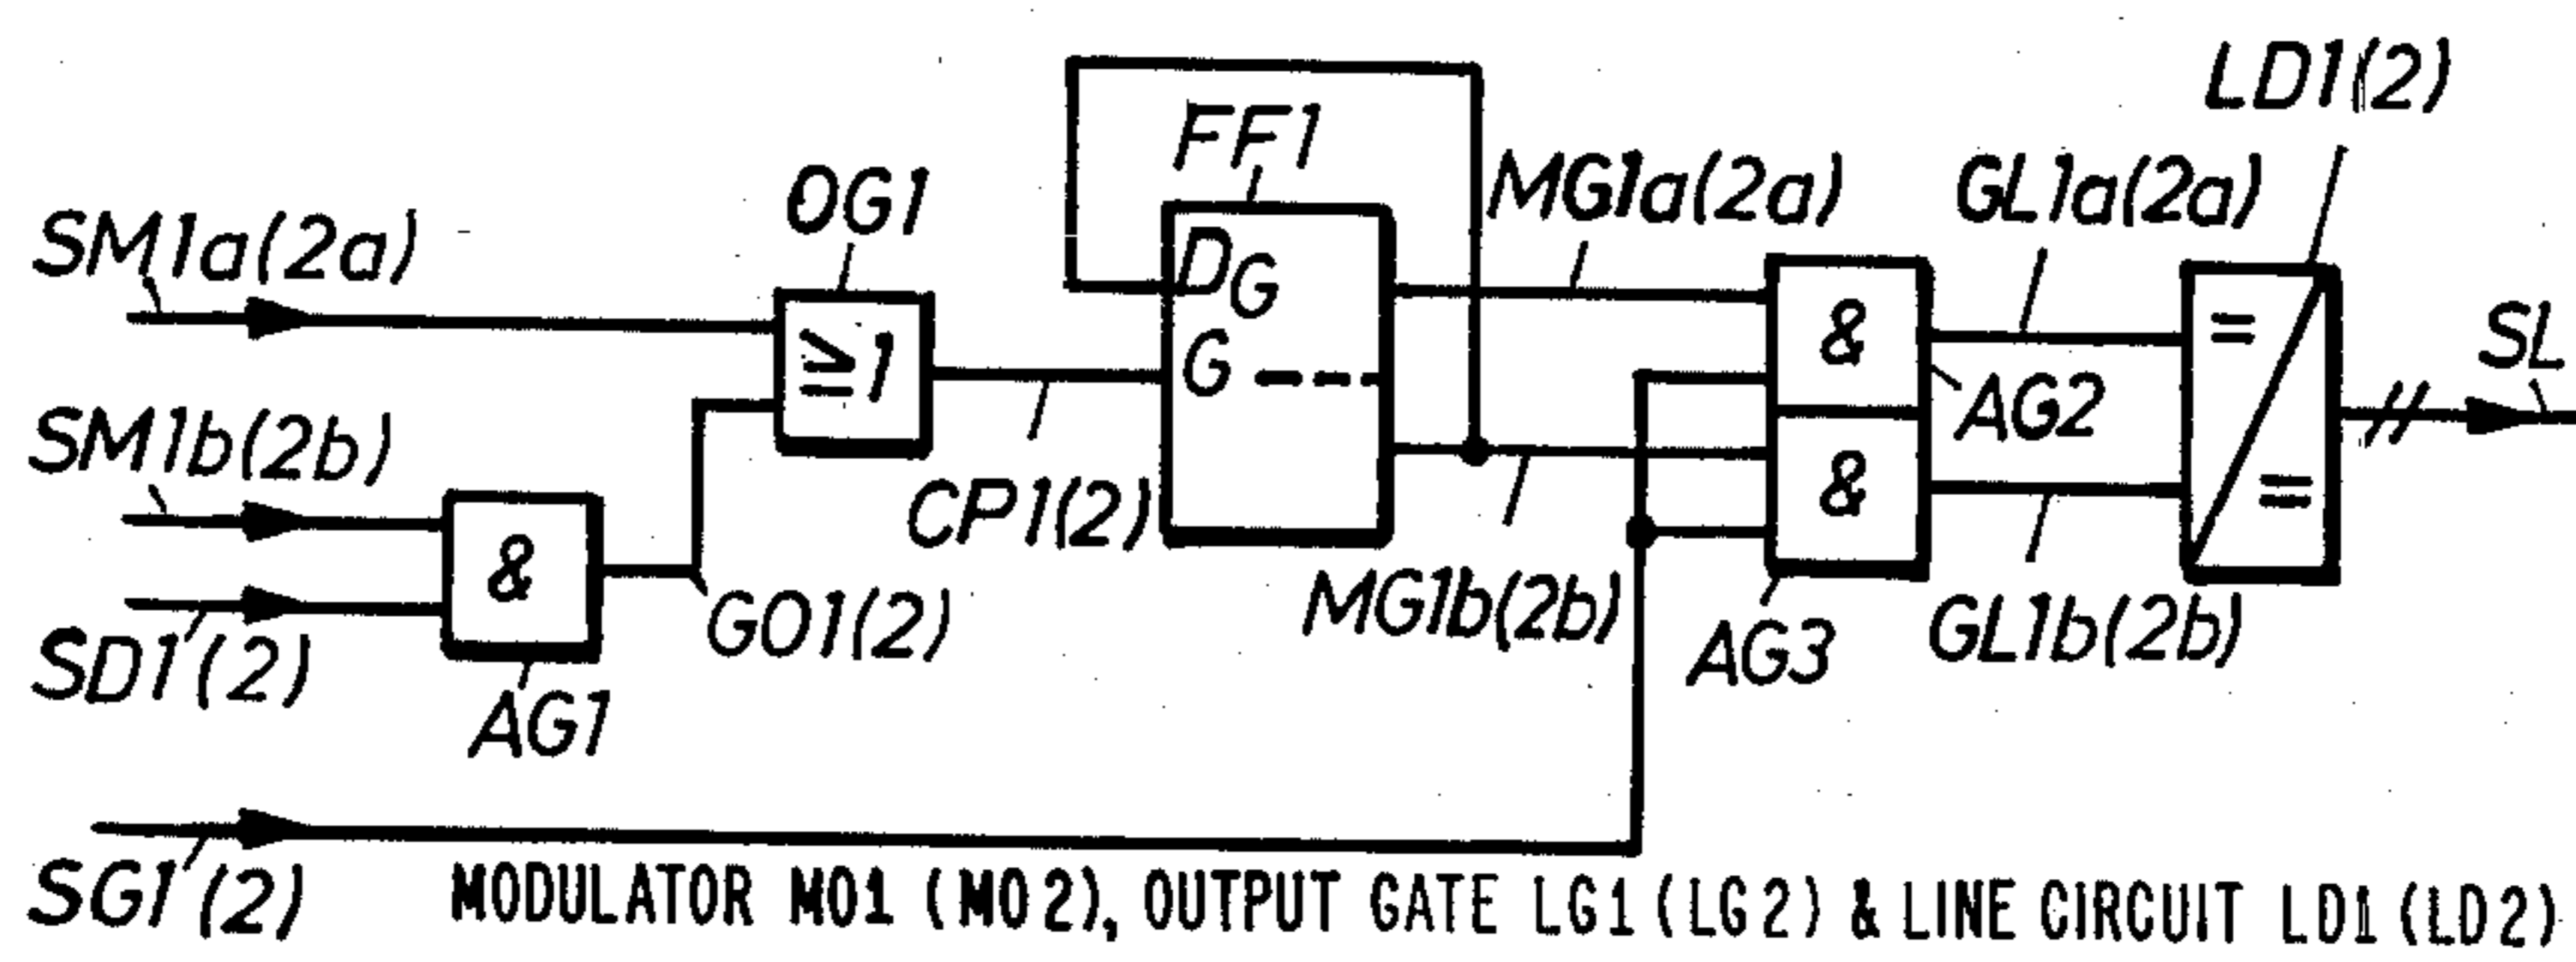 LD1(2)
FF1
OG1
MG1a(2a)
GL1a(2a)
SM1a(2a)
D
G
≥1
&
=
SL
G
AG2
SM1b(2b)
CP1(2)
&
=
&
GO1(2)
MG1b(2b)
AG3
GL1b(2b)
SD1(2)
AG1
SG1(2)
MODULATOR MO1 (MO2), OUTPUT GATE LG1 (LG2) & LINE CIRCUIT LD1 (LD2)